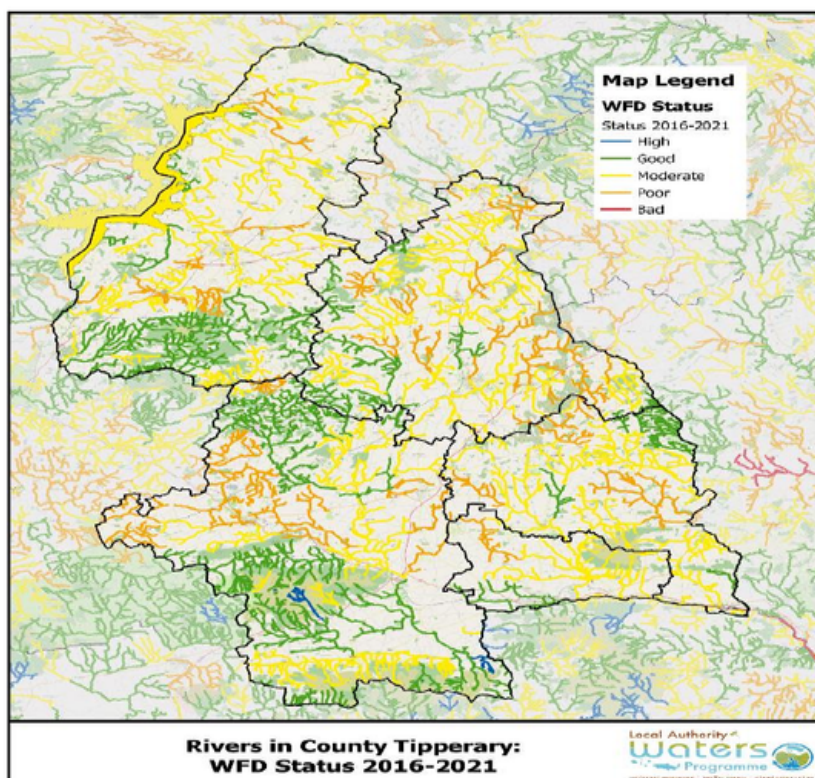 Map Legend
WFD Status
Status 2016-2021
High
Good
Moderate
Poor
Bad
Rivers in County Tipperary:
WFD Status 2016-2021
Local Authority
Waters
Programme